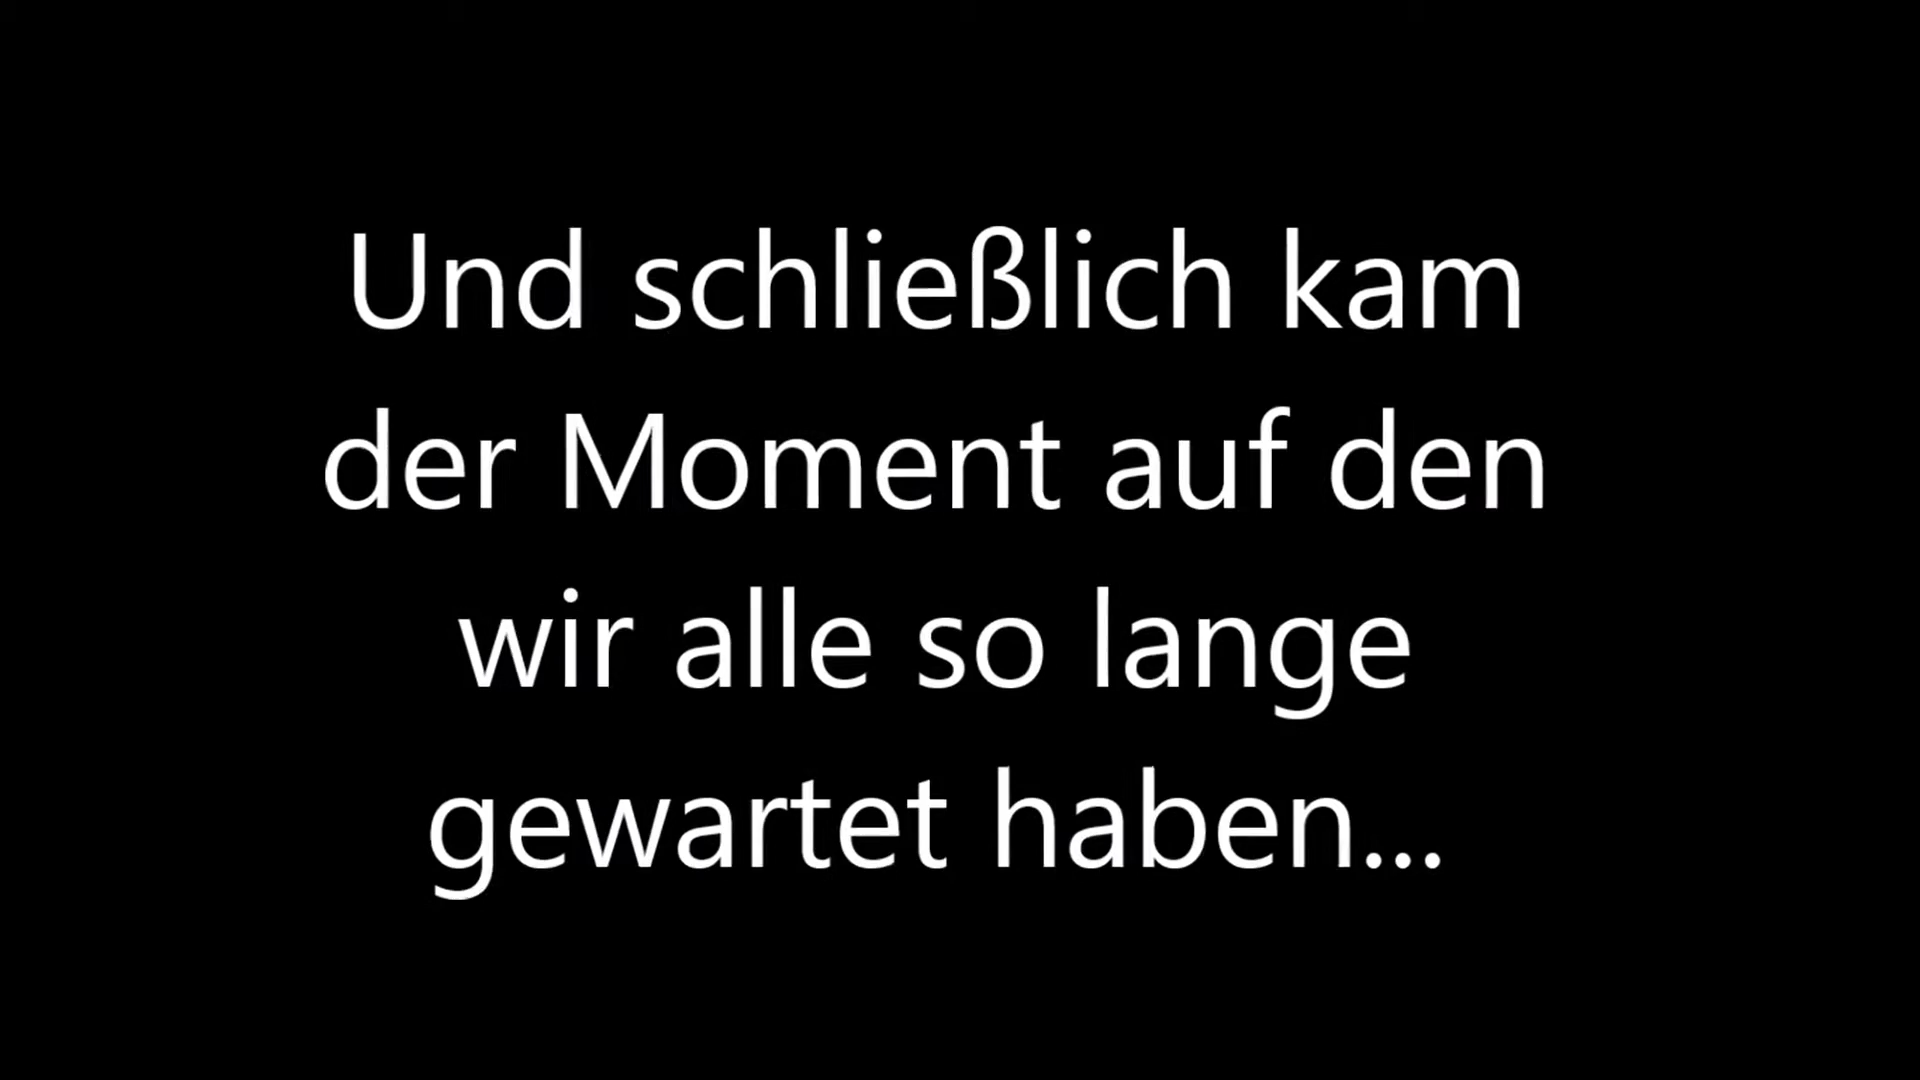 Und schließlich kam
der Moment auf den
wir alle so lange
gewartet haben...